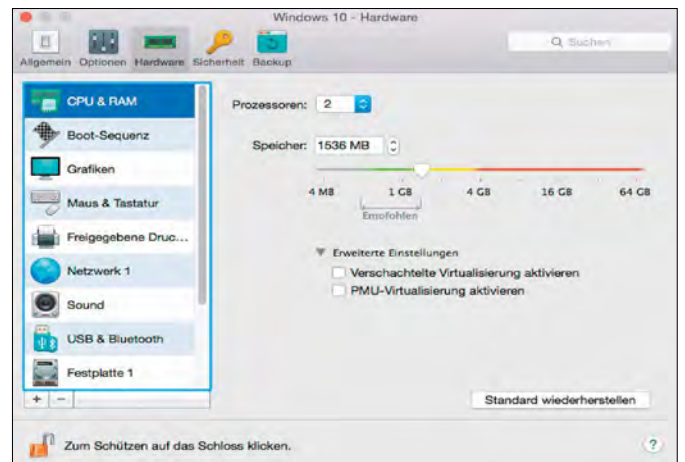 Windows 10 - Hardware
Allgemein Optionen Hardware Sicherheit Backup
Suchen
CPU & RAM
Boot-Sequenz
Grafiken
Maus & Tastatur
Freigegebene Druc...
Netzwerk 1
Sound
USB & Bluetooth
Festplatte 1
+ -
Prozessoren: 2
Speicher: 1536 MB
4 MB 1 GB 4 GB 16 GB 64 GB
Empfohlen
Erweiterte Einstellungen
Verschachtelte Virtualisierung aktivieren
PMU-Virtualisierung aktivieren
Standard wiederherstellen
Zum Schützen auf das Schloss klicken.
?